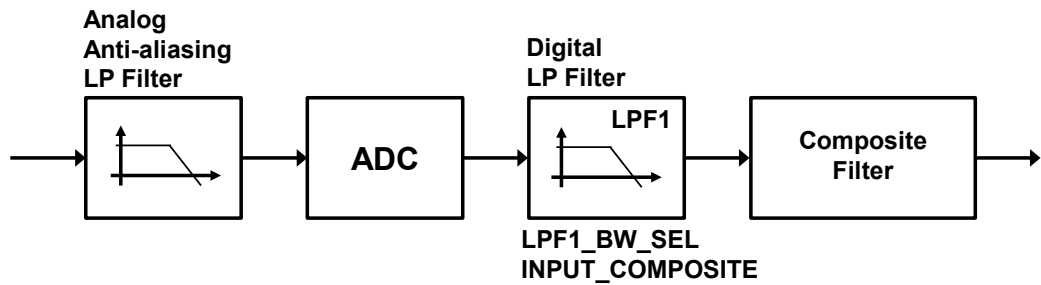 Analog
Anti-aliasing
LP Filter
ADC
Digital
LP Filter
LPF1
LPF1_BW_SEL
INPUT_COMPOSITE
Composite
Filter